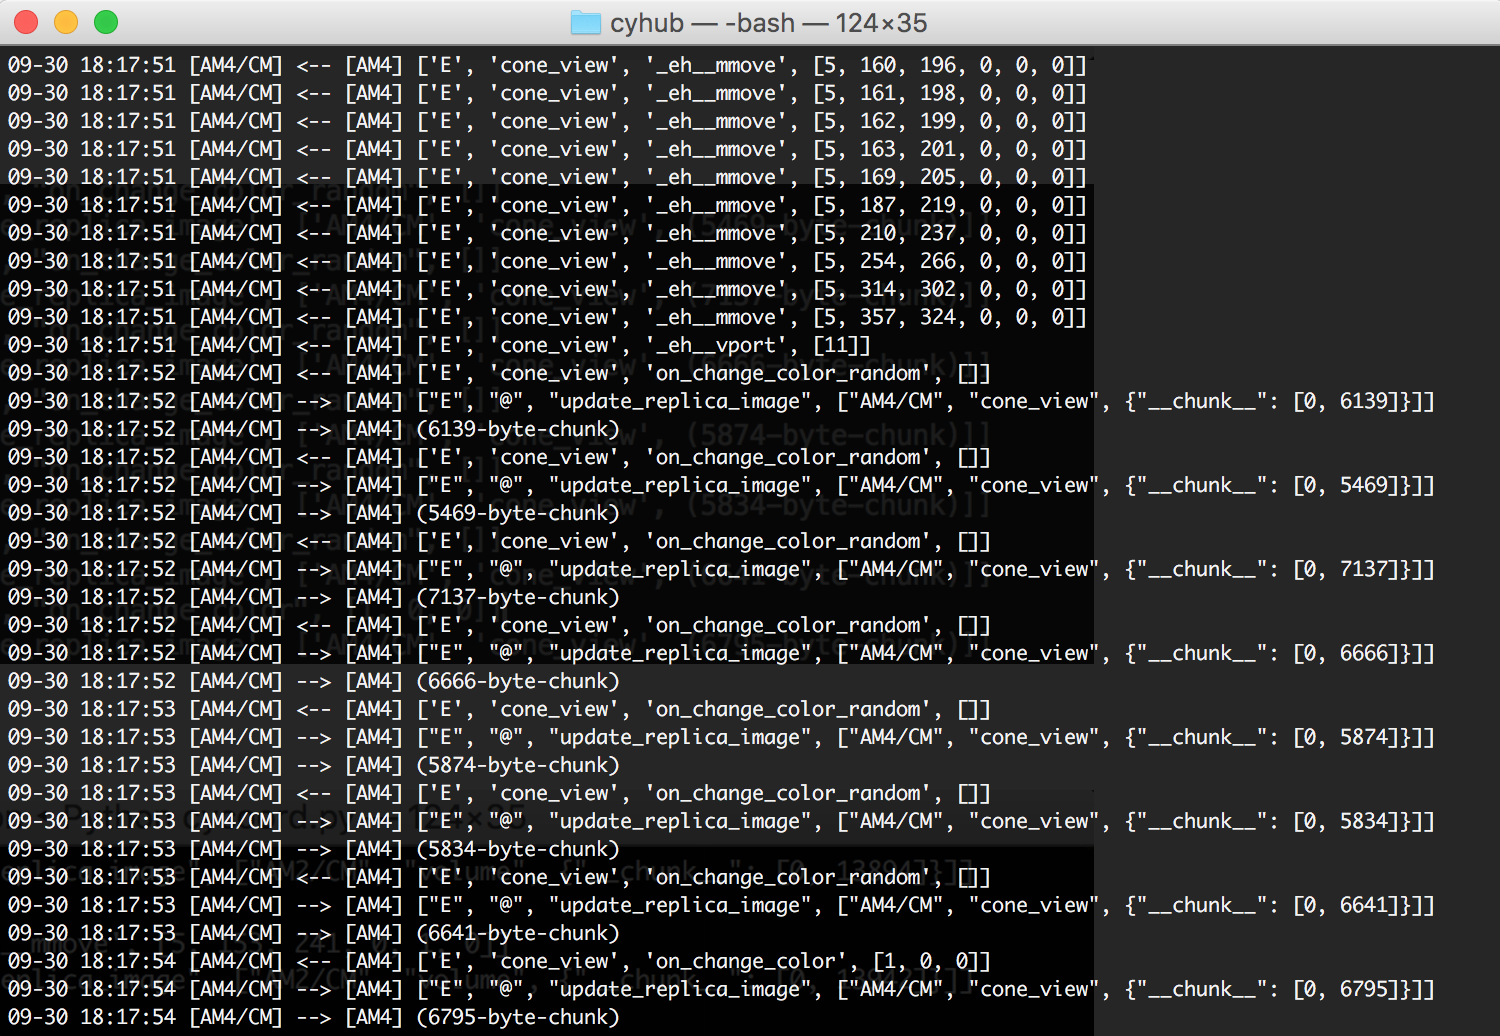 cyhub — -bash — 124×35
09-30 18:17:51 [AM4/CM] <-- [AM4] ['E', 'cone_view', '_eh__mmove', [5, 160, 196, 0, 0, 0]]
09-30 18:17:51 [AM4/CM] <-- [AM4] ['E', 'cone_view', '_eh__mmove', [5, 161, 198, 0, 0, 0]]
09-30 18:17:51 [AM4/CM] <-- [AM4] ['E', 'cone_view', '_eh__mmove', [5, 162, 199, 0, 0, 0]]
09-30 18:17:51 [AM4/CM] <-- [AM4] ['E', 'cone_view', '_eh__mmove', [5, 163, 201, 0, 0, 0]]
09-30 18:17:51 [AM4/CM] <-- [AM4] ['E', 'cone_view', '_eh__mmove', [5, 169, 205, 0, 0, 0]]
09-30 18:17:51 [AM4/CM] <-- [AM4] ['E', 'cone_view', '_eh__mmove', [5, 187, 219, 0, 0, 0]]
09-30 18:17:51 [AM4/CM] <-- [AM4] ['E', 'cone_view', '_eh__mmove', [5, 210, 237, 0, 0, 0]]
09-30 18:17:51 [AM4/CM] <-- [AM4] ['E', 'cone_view', '_eh__mmove', [5, 254, 266, 0, 0, 0]]
09-30 18:17:51 [AM4/CM] <-- [AM4] ['E', 'cone_view', '_eh__mmove', [5, 314, 302, 0, 0, 0]]
09-30 18:17:51 [AM4/CM] <-- [AM4] ['E', 'cone_view', '_eh__mmove', [5, 357, 324, 0, 0, 0]]
09-30 18:17:51 [AM4/CM] <-- [AM4] ['E', 'cone_view', '_eh__vport', [11]]
09-30 18:17:52 [AM4/CM] <-- [AM4] ['E', 'cone_view', 'on_change_color_random', []]
09-30 18:17:52 [AM4/CM] --> [AM4] ["E", "@", "update_replica_image", ["AM4/CM", "cone_view", {"__chunk__": [0, 6139]}]]
09-30 18:17:52 [AM4/CM] --> [AM4] (6139-byte-chunk)
09-30 18:17:52 [AM4/CM] <-- [AM4] ['E', 'cone_view', 'on_change_color_random', []]
09-30 18:17:52 [AM4/CM] --> [AM4] ["E", "@", "update_replica_image", ["AM4/CM", "cone_view", {"__chunk__": [0, 5469]}]]
09-30 18:17:52 [AM4/CM] --> [AM4] (5469-byte-chunk)
09-30 18:17:52 [AM4/CM] <-- [AM4] ['E', 'cone_view', 'on_change_color_random', []]
09-30 18:17:52 [AM4/CM] --> [AM4] ["E", "@", "update_replica_image", ["AM4/CM", "cone_view", {"__chunk__": [0, 7137]}]]
09-30 18:17:52 [AM4/CM] --> [AM4] (7137-byte-chunk)
09-30 18:17:52 [AM4/CM] <-- [AM4] ['E', 'cone_view', 'on_change_color_random', []]
09-30 18:17:52 [AM4/CM] --> [AM4] ["E", "@", "update_replica_image", ["AM4/CM", "cone_view", {"__chunk__": [0, 6666]}]]
09-30 18:17:52 [AM4/CM] --> [AM4] (6666-byte-chunk)
09-30 18:17:53 [AM4/CM] <-- [AM4] ['E', 'cone_view', 'on_change_color_random', []]
09-30 18:17:53 [AM4/CM] --> [AM4] ["E", "@", "update_replica_image", ["AM4/CM", "cone_view", {"__chunk__": [0, 5874]}]]
09-30 18:17:53 [AM4/CM] --> [AM4] (5874-byte-chunk)
09-30 18:17:53 [AM4/CM] <-- [AM4] ['E', 'cone_view', 'on_change_color_random', []]
09-30 18:17:53 [AM4/CM] --> [AM4] ["E", "@", "update_replica_image", ["AM4/CM", "cone_view", {"__chunk__": [0, 5834]}]]
09-30 18:17:53 [AM4/CM] --> [AM4] (5834-byte-chunk)
09-30 18:17:53 [AM4/CM] <-- [AM4] ['E', 'cone_view', 'on_change_color_random', []]
09-30 18:17:53 [AM4/CM] --> [AM4] ["E", "@", "update_replica_image", ["AM4/CM", "cone_view", {"__chunk__": [0, 6641]}]]
09-30 18:17:53 [AM4/CM] --> [AM4] (6641-byte-chunk)
09-30 18:17:54 [AM4/CM] <-- [AM4] ['E', 'cone_view', 'on_change_color', [1, 0, 0]]
09-30 18:17:54 [AM4/CM] --> [AM4] ["E", "@", "update_replica_image", ["AM4/CM", "cone_view", {"__chunk__": [0, 6795]}]]
09-30 18:17:54 [AM4/CM] --> [AM4] (6795-byte-chunk)